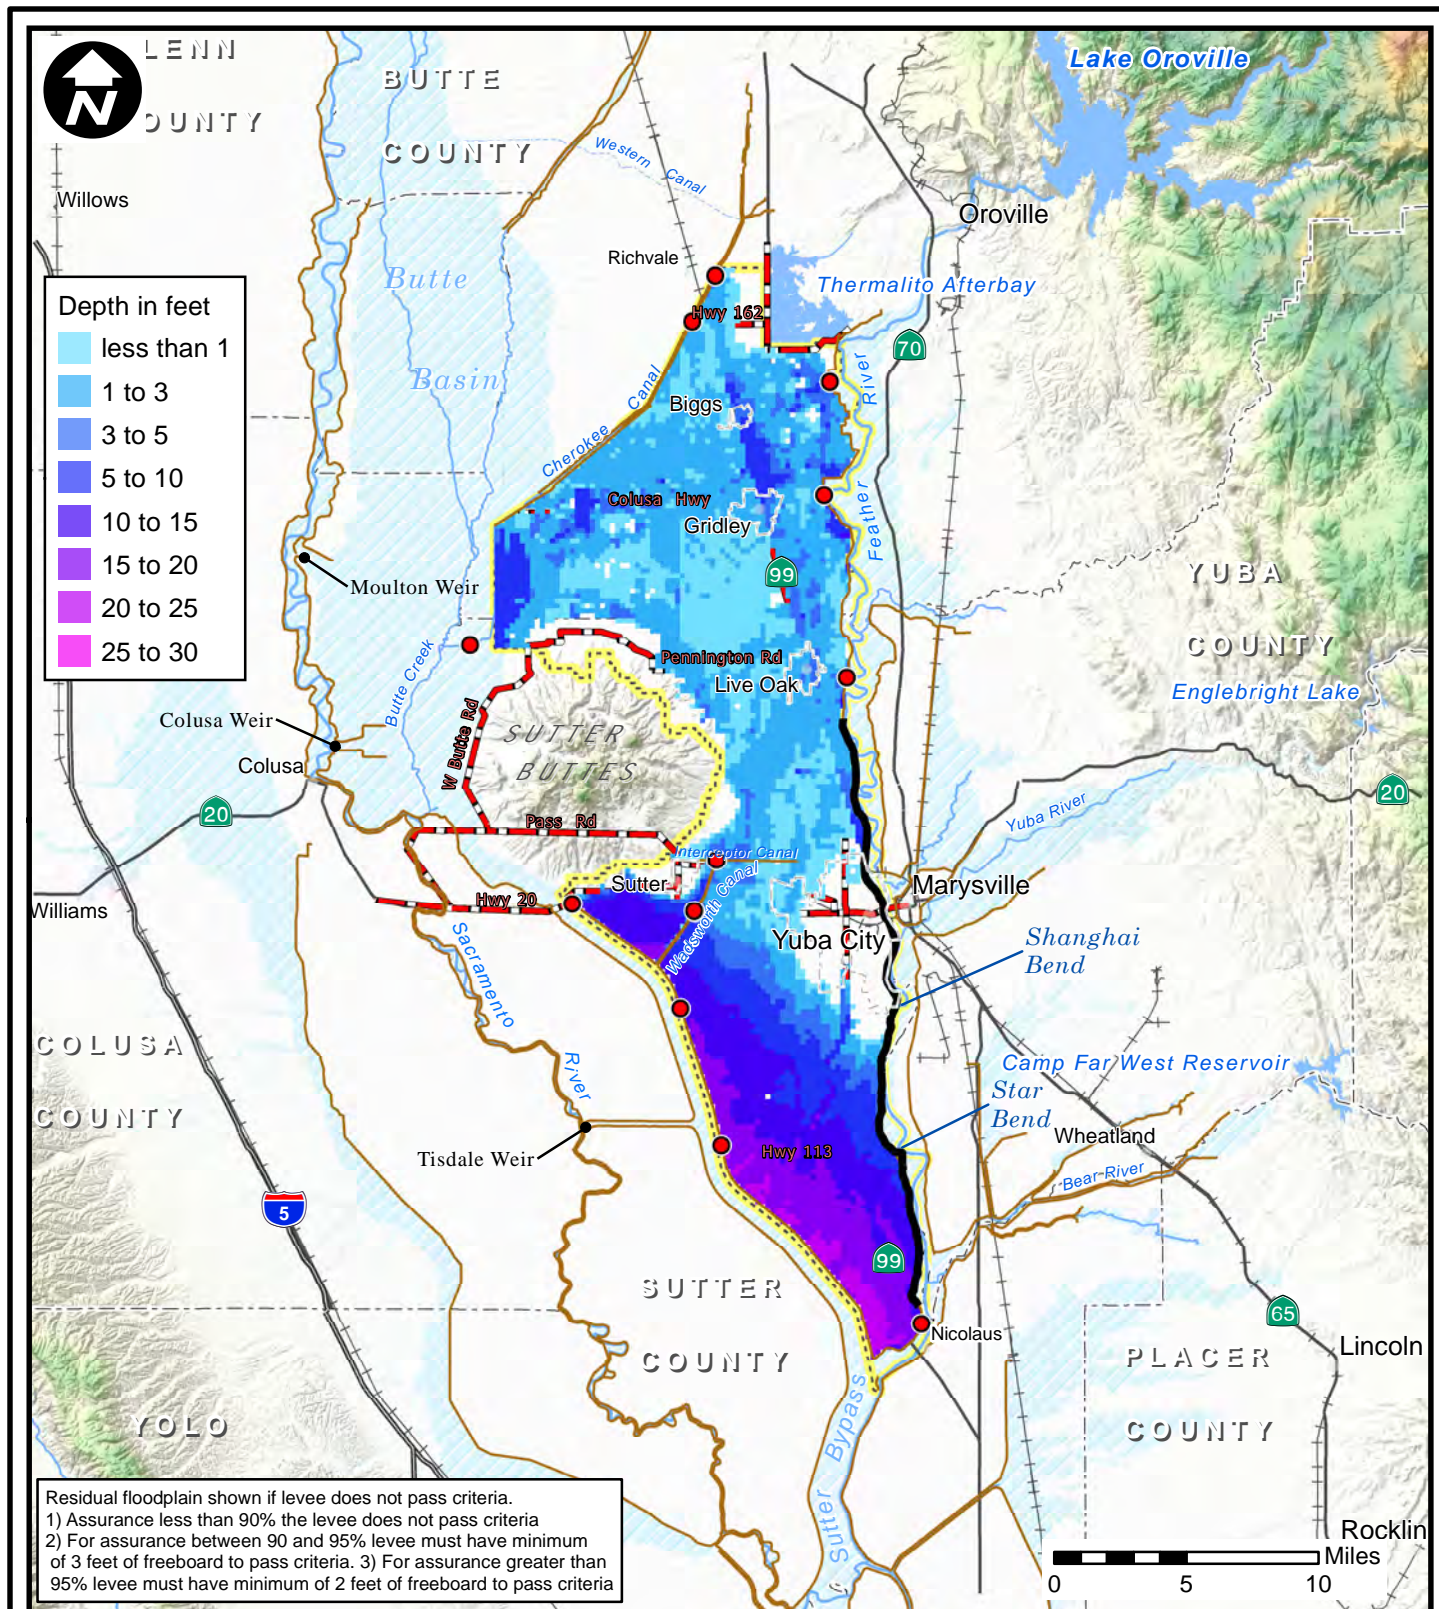 N
LENN
OUNTY
BUTTE
COUNTY
Lake Oroville
Western Canal
Willows
Oroville
Richvale
Butte
Basin
Thermalito Afterbay
Hwy 162
70
Depth in feet
less than 1
1 to 3
3 to 5
5 to 10
10 to 15
15 to 20
20 to 25
25 to 30
Cherokee Canal
Biggs
Feather River
Colusa Hwy
Gridley
99
Moulton Weir
YUBA
COUNTY
Butte Creek
Pennington Rd
Live Oak
Englebright Lake
Colusa Weir
Colusa
W Butte Rd
SUTTER
BUTTES
20
Pass Rd
20
Yuba River
Interceptor Canal
Sutter
Wadsworth Canal
Marysville
Williams
Hwy 20
Yuba City
Shanghai
Bend
Sacramento River
COLUSA
COUNTY
Camp Far West Reservoir
Star
Bend
Wheatland
Tisdale Weir
Hwy 113
Bear River
5
99
SUTTER
COUNTY
Nicolaus
65
Lincoln
PLACER
COUNTY
YOLO
Sutter Bypass
Residual floodplain shown if levee does not pass criteria.
1) Assurance less than 90% the levee does not pass criteria
2) For assurance between 90 and 95% levee must have minimum
of 3 feet of freeboard to pass criteria. 3) For assurance greater than
95% levee must have minimum of 2 feet of freeboard to pass criteria
Rocklin
Miles
0 5 10